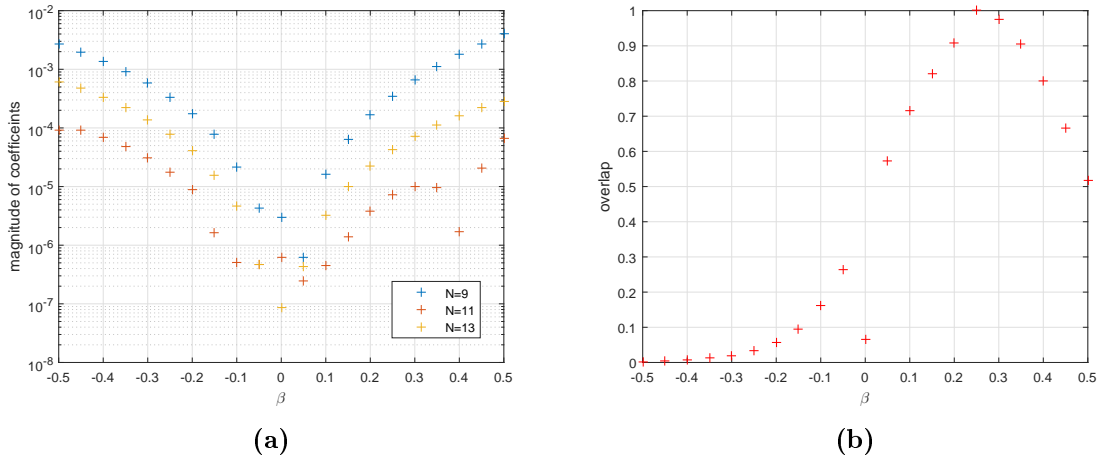 10^-2
10^-3
10^-4
10^-5
10^-6
10^-7
10^-8
magnitude of coefficeints
-0.5 -0.4 -0.3 -0.2 -0.1 0 0.1 0.2 0.3 0.4 0.5
β
N=9
N=11
N=13
(a)
1
0.9
0.8
0.7
0.6
0.5
0.4
0.3
0.2
0.1
0
overlap
-0.5 -0.4 -0.3 -0.2 -0.1 0 0.1 0.2 0.3 0.4 0.5
β
(b)